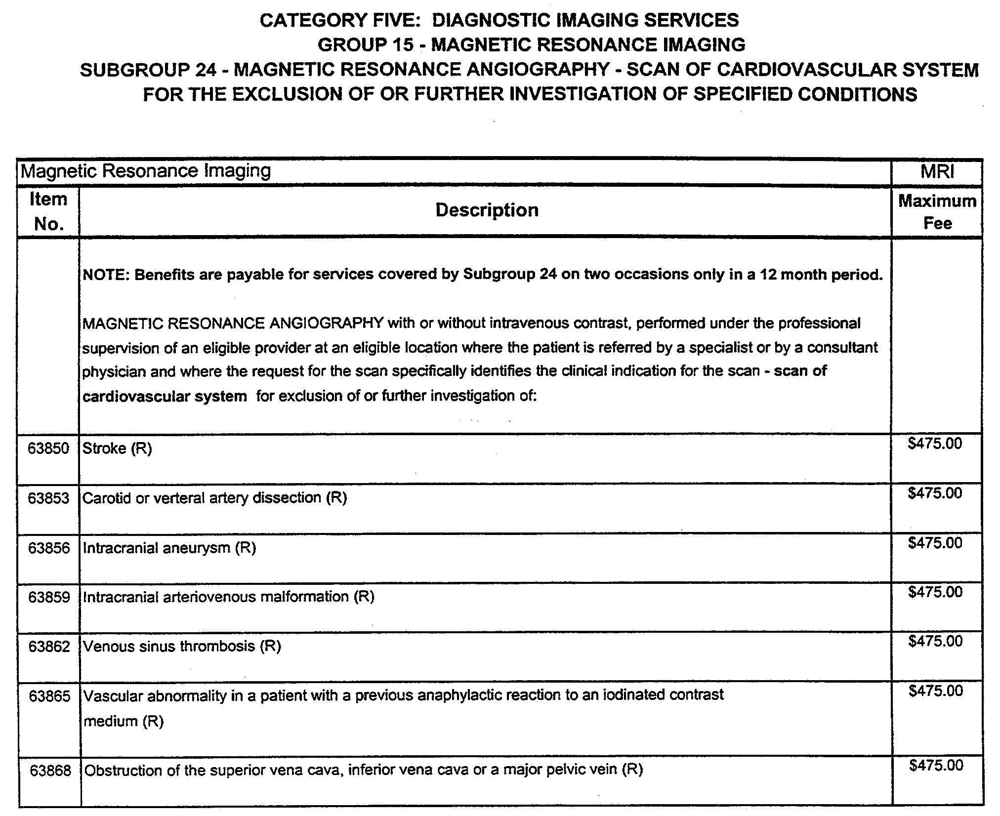 CATEGORY FIVE: DIAGNOSTIC IMAGING SERVICES
GROUP 15 - MAGNETIC RESONANCE IMAGING
SUBGROUP 24 - MAGNETIC RESONANCE ANGIOGRAPHY - SCAN OF CARDIOVASCULAR SYSTEM
FOR THE EXCLUSION OF OR FURTHER INVESTIGATION OF SPECIFIED CONDITIONS
Magnetic Resonance Imaging MRI
Item No. Description Maximum Fee
NOTE: Benefits are payable for services covered by Subgroup 24 on two occasions only in a 12 month period.
MAGNETIC RESONANCE ANGIOGRAPHY with or without intravenous contrast, performed under the professional
supervision of an eligible provider at an eligible location where the patient is referred by a specialist or by a consultant
physician and where the request for the scan specifically identifies the clinical indication for the scan - scan of
cardiovascular system for exclusion of or further investigation of:
63850 Stroke (R) $475.00
63853 Carotid or verteral artery dissection (R) $475.00
63856 Intracranial aneurysm (R) $475.00
63859 Intracranial arteriovenous malformation (R) $475.00
63862 Venous sinus thrombosis (R) $475.00
63865 Vascular abnormality in a patient with a previous anaphylactic reaction to an iodinated contrast $475.00
medium (R)
63868 Obstruction of the superior vena cava, inferior vena cava or a major pelvic vein (R) $475.00